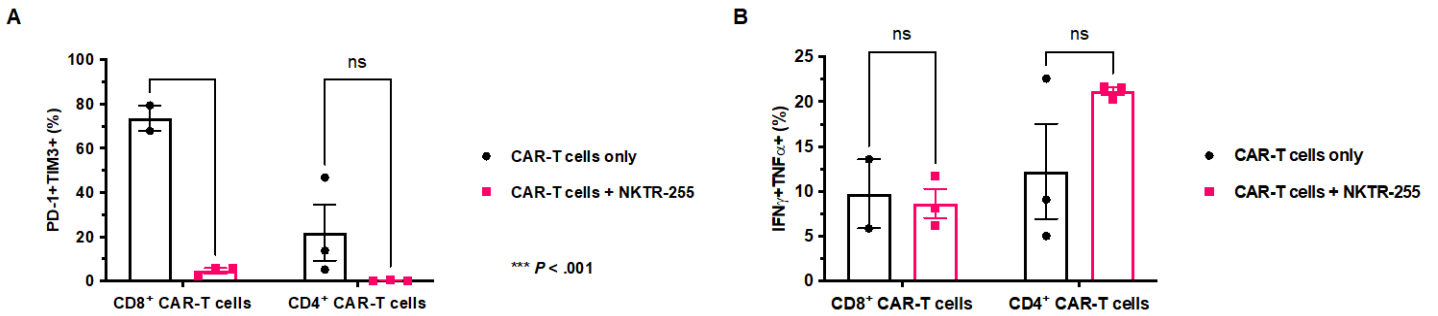 A
PD-1+TIM3+ (%)
100
80
60
40
20
0
ns
CD8⁺ CAR-T cells
CD4⁺ CAR-T cells
CAR-T cells only
CAR-T cells + NKTR-255
*** P < .001
B
IFNγ+TNFα+ (%)
25
20
15
10
5
0
ns
ns
CD8⁺ CAR-T cells
CD4⁺ CAR-T cells
CAR-T cells only
CAR-T cells + NKTR-255